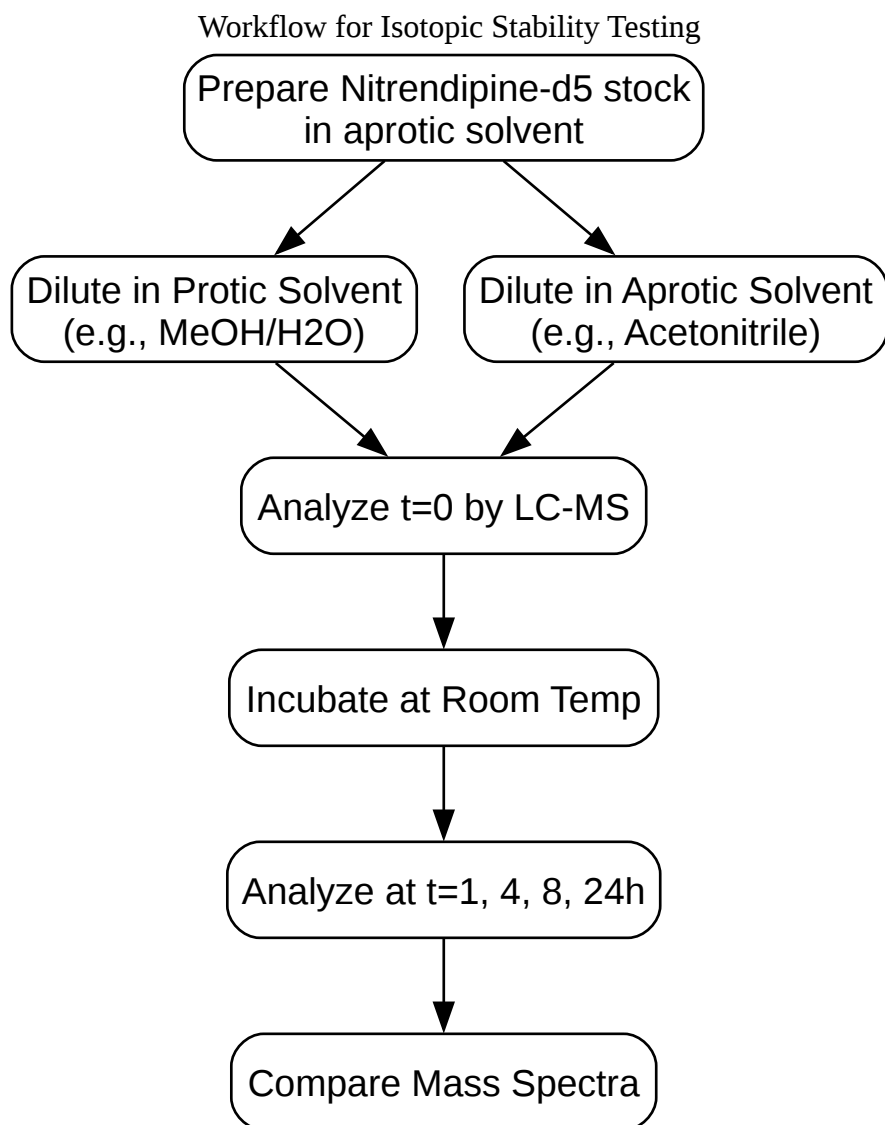 Workflow for Isotopic Stability Testing
Prepare Nitrendipine-d5 stock
in aprotic solvent
Dilute in Protic Solvent
(e.g., MeOH/H2O)
Dilute in Aprotic Solvent
(e.g., Acetonitrile)
Analyze t=0 by LC-MS
Incubate at Room Temp
Analyze at t=1, 4, 8, 24h
Compare Mass Spectra